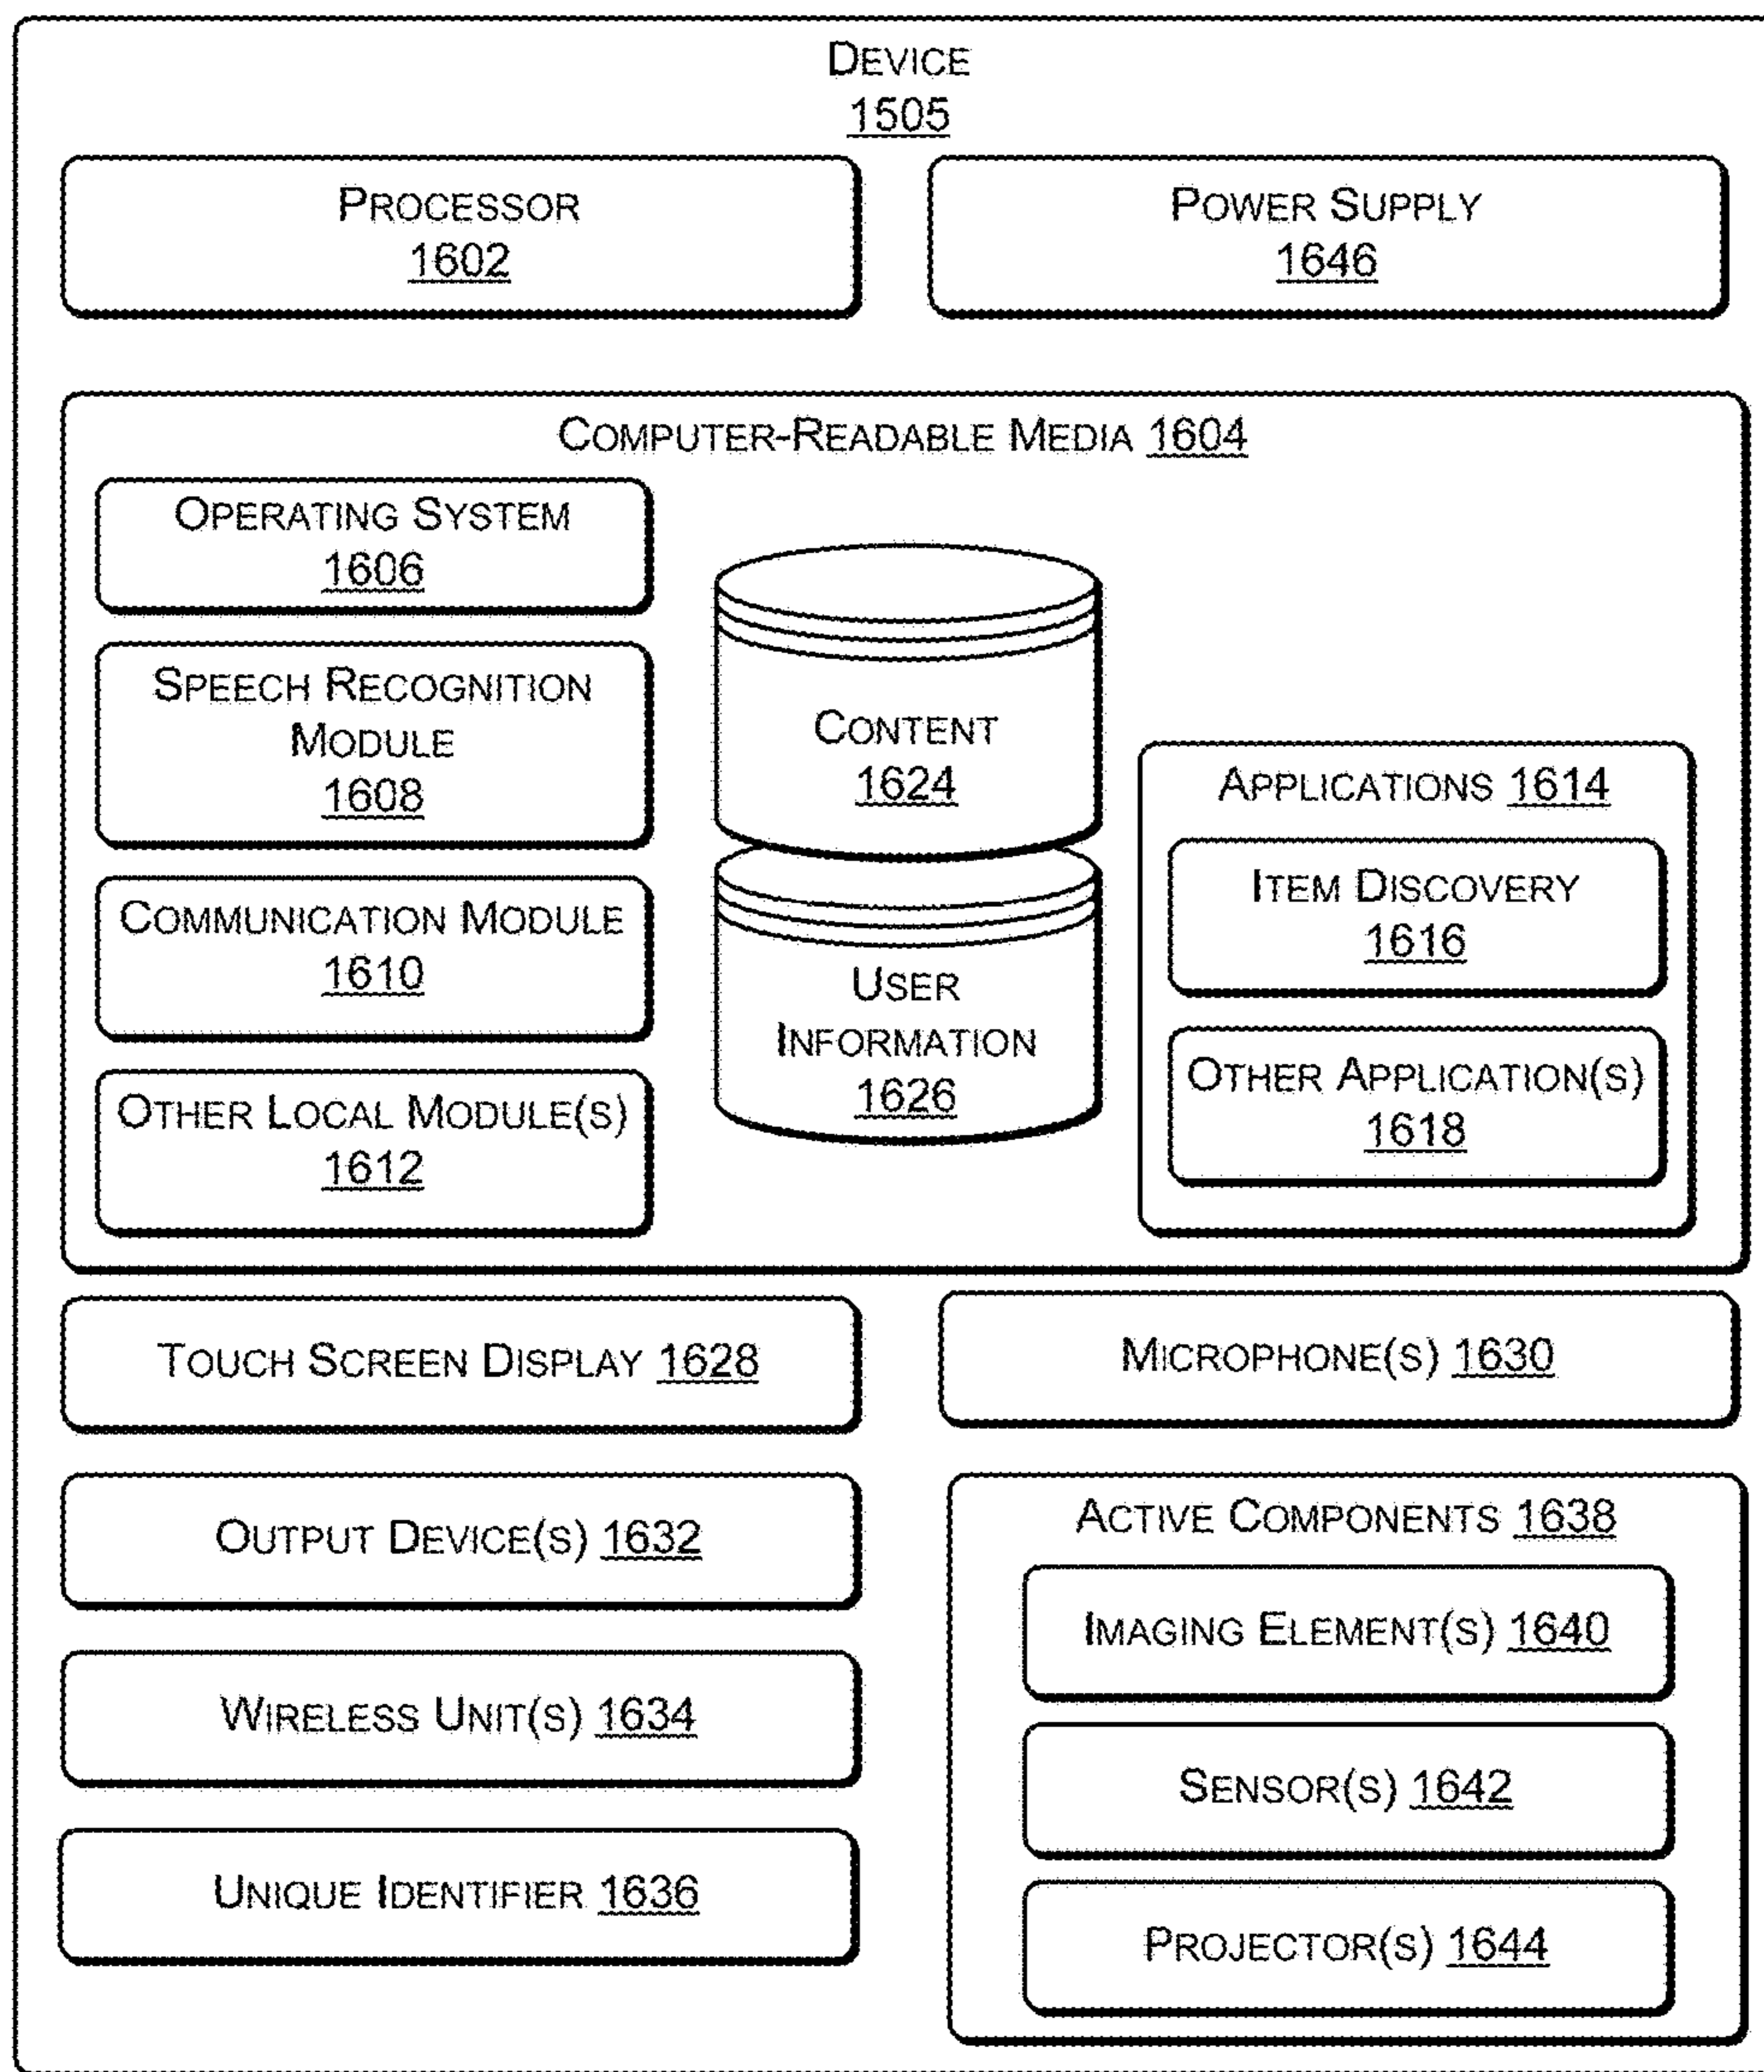 DEVICE
1505
PROCESSOR
1602
POWER SUPPLY
1646
COMPUTER-READABLE MEDIA 1604
OPERATING SYSTEM
1606
SPEECH RECOGNITION
MODULE
1608
COMMUNICATION MODULE
1610
OTHER LOCAL MODULE(S)
1612
CONTENT
1624
USER
INFORMATION
1626
APPLICATIONS 1614
ITEM DISCOVERY
1616
OTHER APPLICATION(S)
1618
TOUCH SCREEN DISPLAY 1628
MICROPHONE(S) 1630
OUTPUT DEVICE(S) 1632
WIRELESS UNIT(S) 1634
UNIQUE IDENTIFIER 1636
ACTIVE COMPONENTS 1638
IMAGING ELEMENT(S) 1640
SENSOR(S) 1642
PROJECTOR(S) 1644